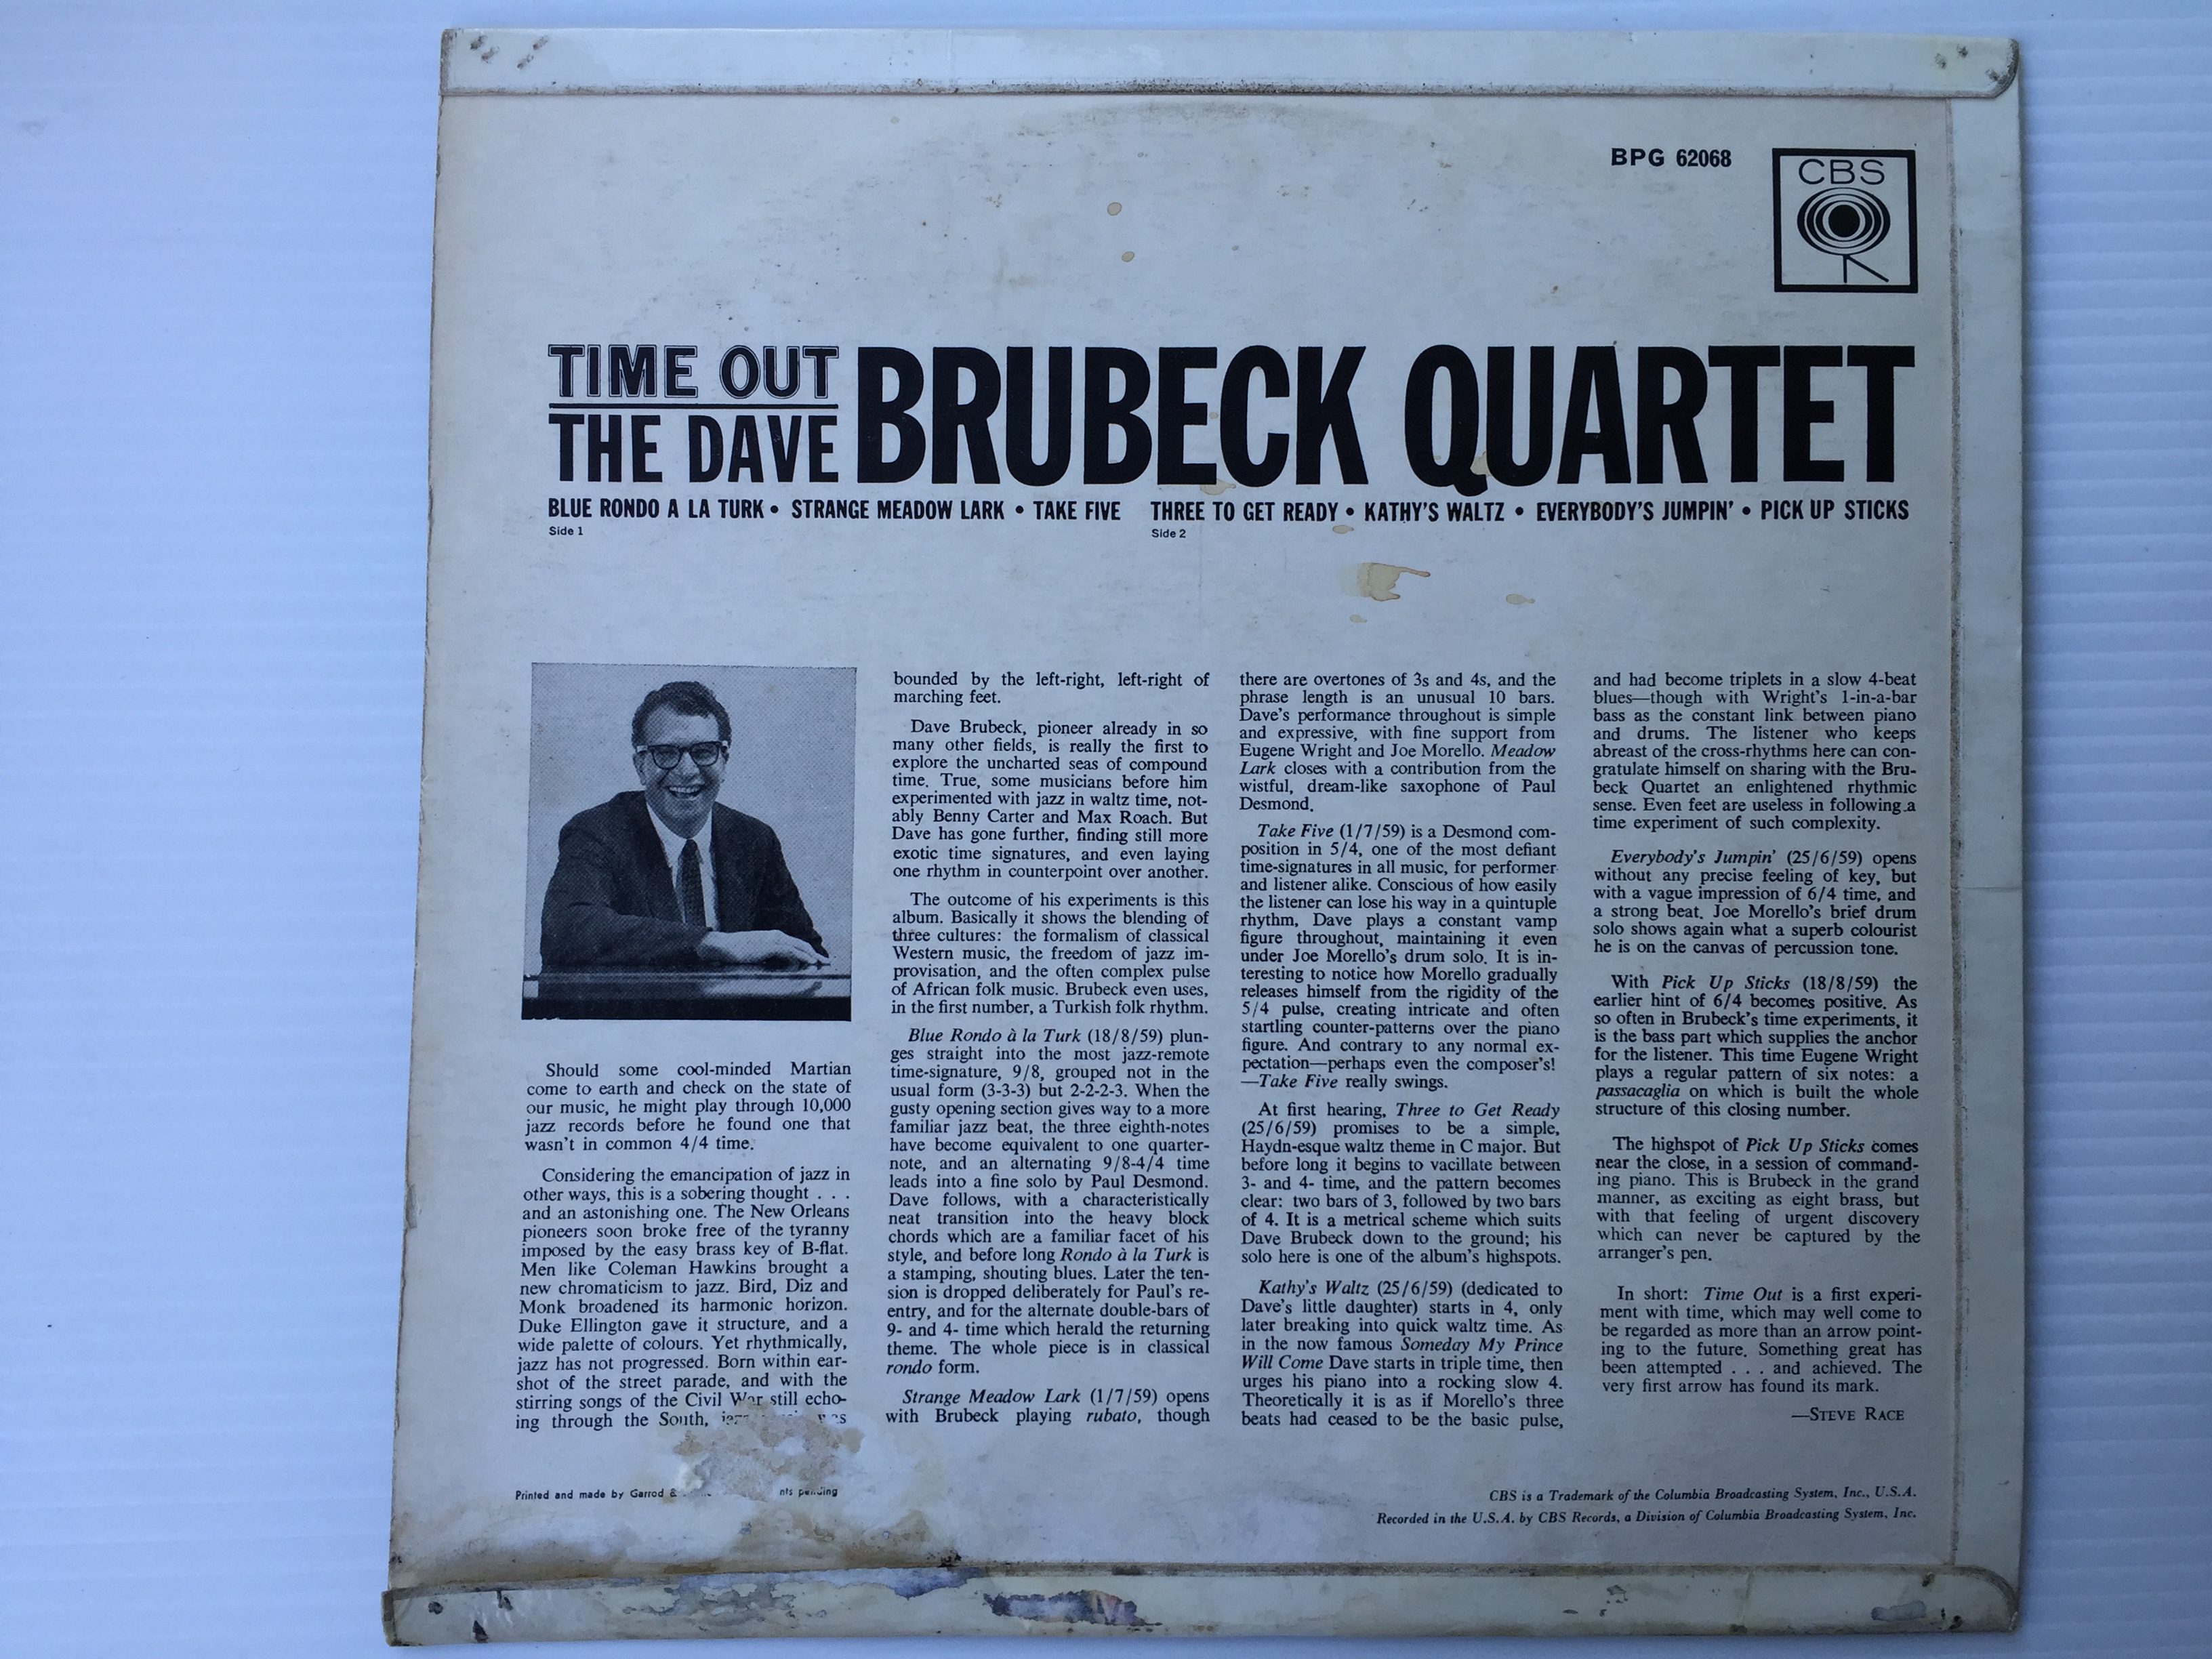 BPG 62068
CBS
TIME OUT
THE DAVE BRUBECK QUARTET
BLUE RONDO A LA TURK • STRANGE MEADOW LARK • TAKE FIVE THREE TO GET READY • KATHY'S WALTZ • EVERYBODY'S JUMPIN' • PICK UP STICKS
Side 1 Side 2
Should some cool-minded Martian
come to earth and check on the state of
our music, he might play through 10,000
jazz records before he found one that
wasn't in common 4/4 time.
Considering the emancipation of jazz in
other ways, this is a sobering thought . . .
and an astonishing one. The New Orleans
pioneers soon broke free of the tyranny
imposed by the easy brass key of B-flat.
Men like Coleman Hawkins brought a
new chromaticism to jazz. Bird, Diz and
Monk broadened its harmonic horizon.
Duke Ellington gave it structure, and a
wide palette of colours. Yet rhythmically,
jazz has not progressed. Born within ear-
shot of the street parade, and with the
stirring songs of the Civil War still echo-
ing through the South,
bounded by the left-right, left-right of
marching feet.
Dave Brubeck, pioneer already in so
many other fields, is really the first to
explore the uncharted seas of compound
time. True, some musicians before him
experimented with jazz in waltz time, not-
ably Benny Carter and Max Roach. But
Dave has gone further, finding still more
exotic time signatures, and even laying
one rhythm in counterpoint over another.
The outcome of his experiments is this
album. Basically it shows the blending of
three cultures: the formalism of classical
Western music, the freedom of jazz im-
provisation, and the often complex pulse
of African folk music. Brubeck even uses,
in the first number, a Turkish folk rhythm.
Blue Rondo à la Turk (18/8/59) plun-
ges straight into the most jazz-remote
time-signature, 9/8, grouped not in the
usual form (3-3-3) but 2-2-2-3. When the
gusty opening section gives way to a more
familiar jazz beat, the three eighth-notes
have become equivalent to one quarter-
note, and an alternating 9/8-4/4 time
leads into a fine solo by Paul Desmond.
Dave follows, with a characteristically
neat transition into the heavy block
chords which are a familiar facet of his
style, and before long Rondo à la Turk is
a stamping, shouting blues. Later the ten-
sion is dropped deliberately for Paul's re-
entry, and for the alternate double-bars of
9- and 4- time which herald the returning
theme. The whole piece is in classical
rondo form.
Strange Meadow Lark (1/7/59) opens
with Brubeck playing rubato, though
there are overtones of 3s and 4s, and the
phrase length is an unusual 10 bars.
Dave's performance throughout is simple
and expressive, with fine support from
Eugene Wright and Joe Morello. Meadow
Lark closes with a contribution from the
wistful, dream-like saxophone of Paul
Desmond.
Take Five (1/7/59) is a Desmond com-
position in 5/4, one of the most defiant
time-signatures in all music, for performer
and listener alike. Conscious of how easily
the listener can lose his way in a quintuple
rhythm, Dave plays a constant vamp
figure throughout, maintaining it even
under Joe Morello's drum solo. It is in-
teresting to notice how Morello gradually
releases himself from the rigidity of the
5/4 pulse, creating intricate and often
startling counter-patterns over the piano
figure. And contrary to any normal ex-
pectation—perhaps even the composer's!
—Take Five really swings.
At first hearing, Three to Get Ready
(25/6/59) promises to be a simple,
Haydn-esque waltz theme in C major. But
before long it begins to vacillate between
3- and 4- time, and the pattern becomes
clear: two bars of 3, followed by two bars
of 4. It is a metrical scheme which suits
Dave Brubeck down to the ground; his
solo here is one of the album's highspots.
Kathy's Waltz (25/6/59) (dedicated to
Dave's little daughter) starts in 4, only
later breaking into quick waltz time. As
in the now famous Someday My Prince
Will Come Dave starts in triple time, then
urges his piano into a rocking slow 4.
Theoretically it is as if Morello's three
beats had ceased to be the basic pulse,
and had become triplets in a slow 4-beat
blues—though with Wright's 1-in-a-bar
bass as the constant link between piano
and drums. The listener who keeps
abreast of the cross-rhythms here can con-
gratulate himself on sharing with the Bru-
beck Quartet an enlightened rhythmic
sense. Even feet are useless in following a
time experiment of such complexity.
Everybody's Jumpin' (25/6/59) opens
without any precise feeling of key, but
with a vague impression of 6/4 time, and
a strong beat. Joe Morello's brief drum
solo shows again what a superb colourist
he is on the canvas of percussion tone.
With Pick Up Sticks (18/8/59) the
earlier hint of 6/4 becomes positive. As
so often in Brubeck's time experiments, it
is the bass part which supplies the anchor
for the listener. This time Eugene Wright
plays a regular pattern of six notes: a
passacaglia on which is built the whole
structure of this closing number.
The highspot of Pick Up Sticks comes
near the close, in a session of command-
ing piano. This is Brubeck in the grand
manner, as exciting as eight brass, but
with that feeling of urgent discovery
which can never be captured by the
arranger's pen.
In short: Time Out is a first experi-
ment with time, which may well come to
be regarded as more than an arrow point-
ing to the future. Something great has
been attempted . . . and achieved. The
very first arrow has found its mark.
—STEVE RACE
Printed and made by Garrod & pending
CBS is a Trademark of the Columbia Broadcasting System, Inc., U.S.A.
Recorded in the U.S.A. by CBS Records, a Division of Columbia Broadcasting System, Inc.